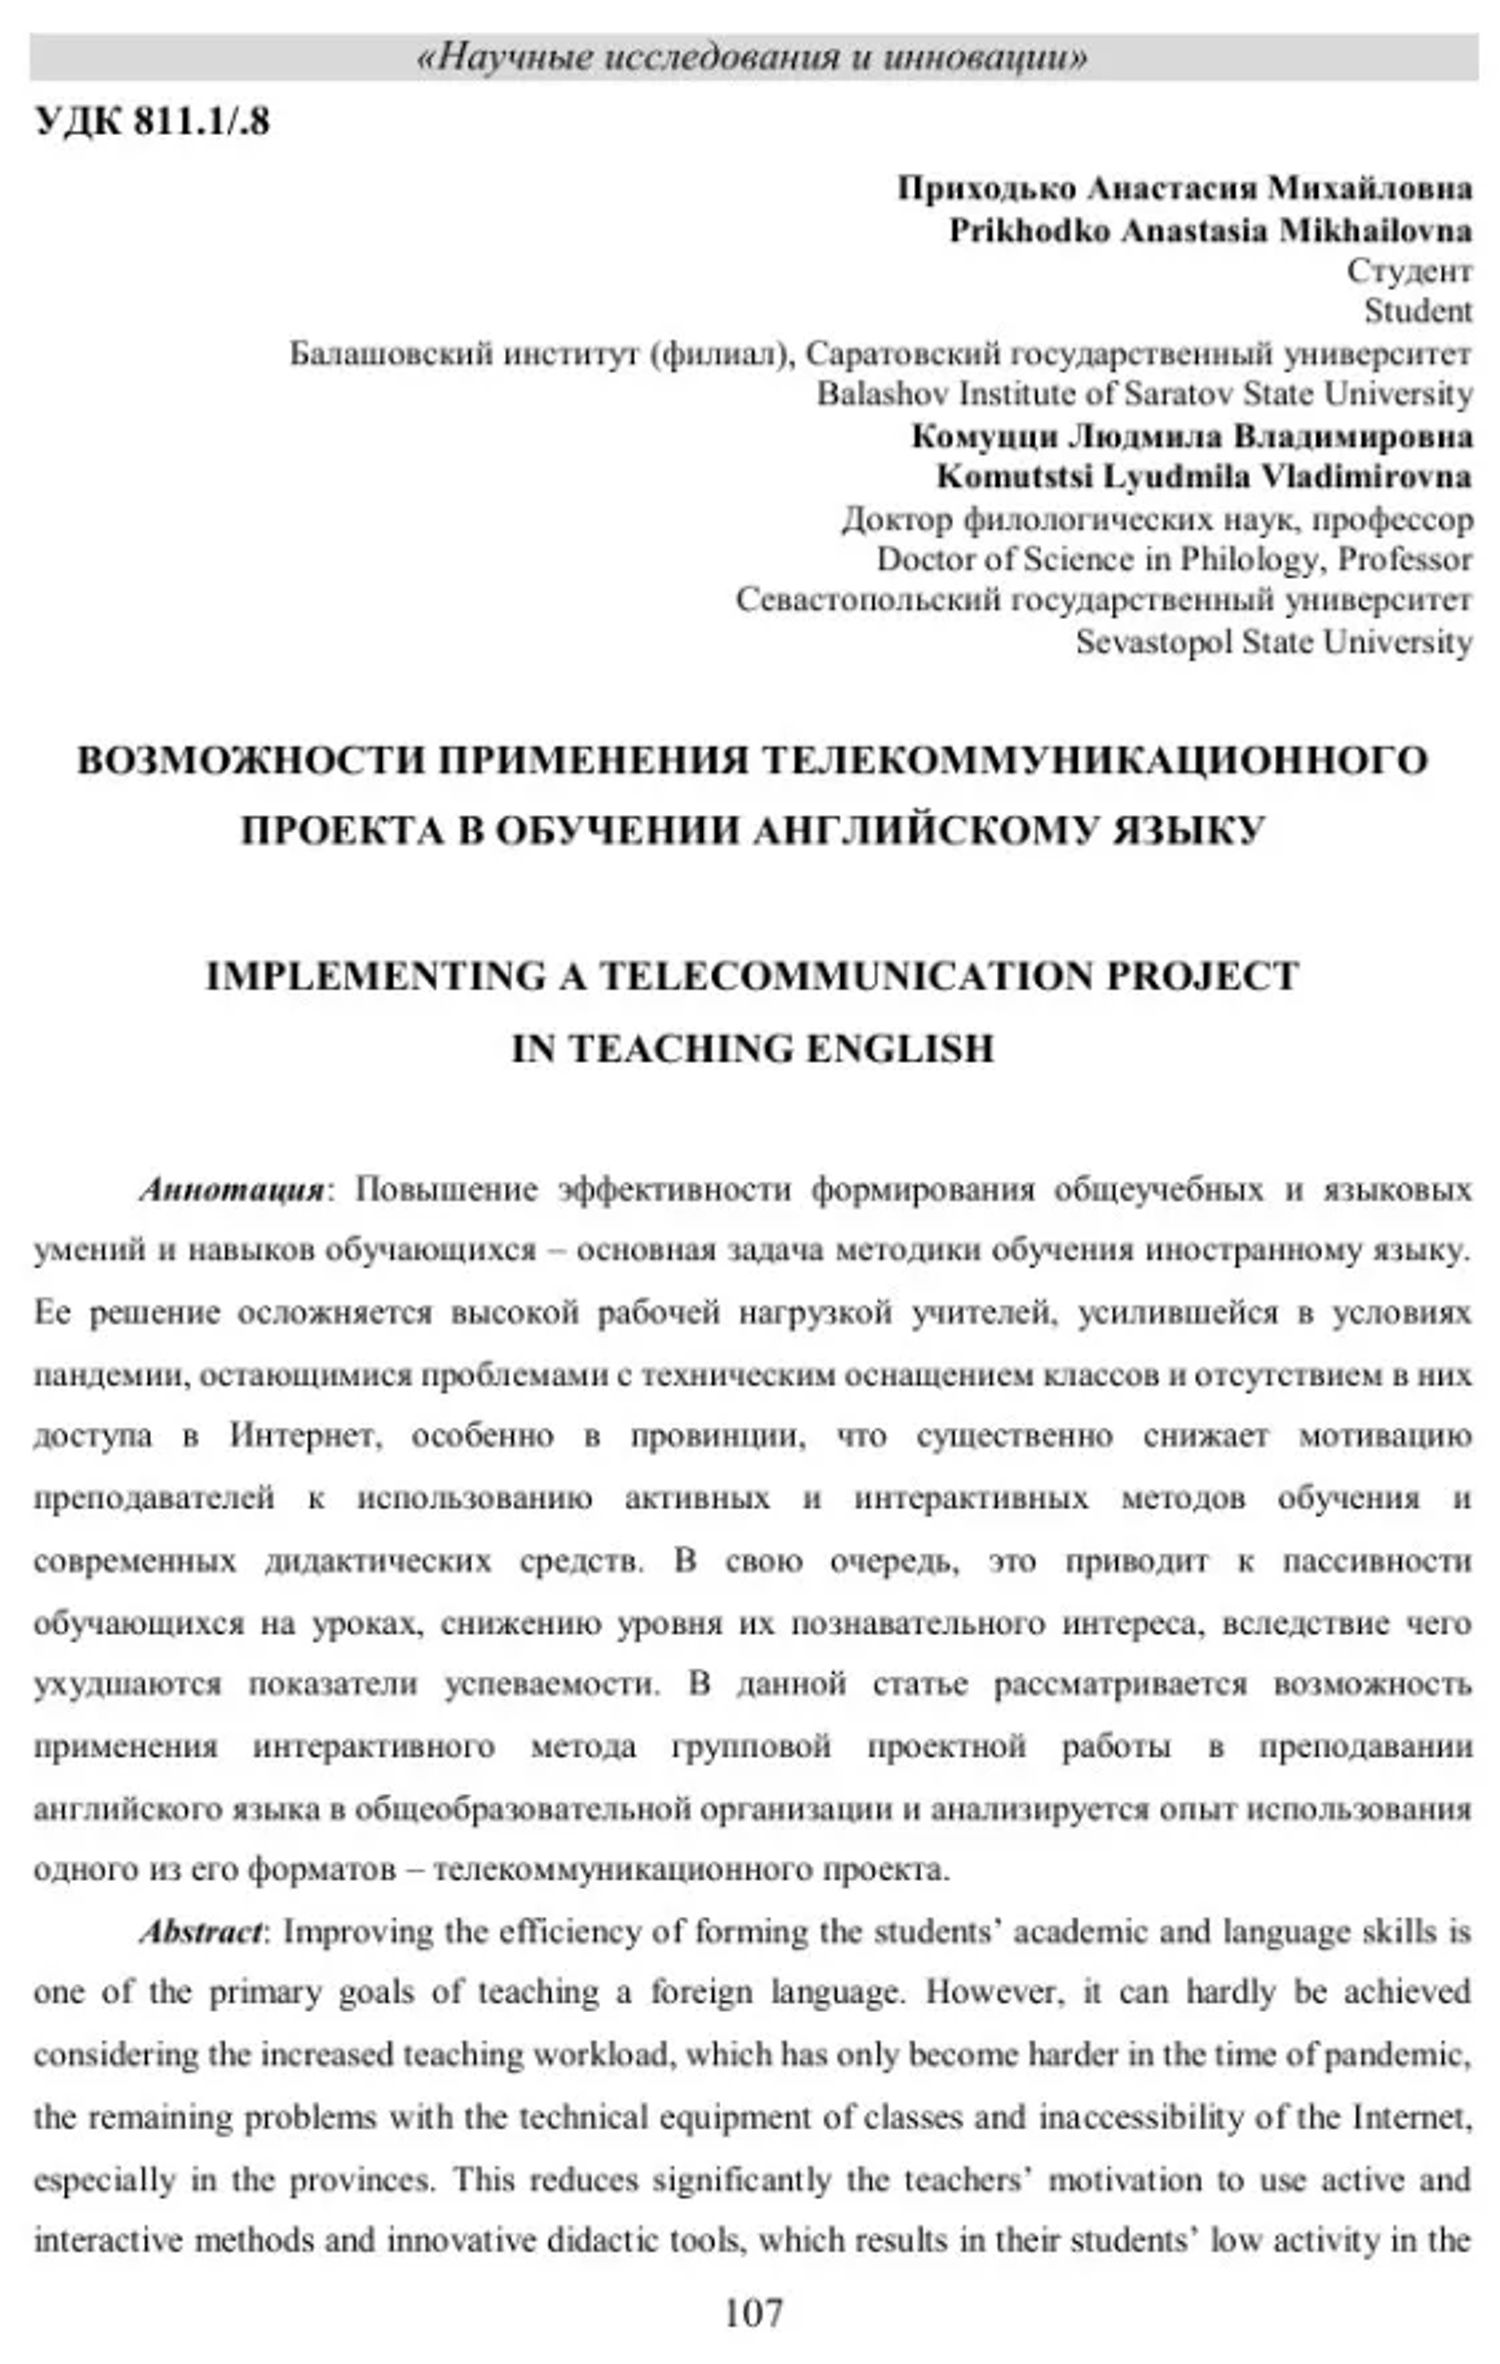 «Научные исследования и инновации»
УДК 811.1/.8
Приходько Анастасия Михайловна
Prikhodko Anastasia Mikhailovna
Студент
Student
Балашовский институт (филиал), Саратовский государственный университет
Balashov Institute of Saratov State University
Комуцци Людмила Владимировна
Komutstsi Lyudmila Vladimirovna
Доктор филологических наук, профессор
Doctor of Science in Philology, Professor
Севастопольский государственный университет
Sevastopol State University
ВОЗМОЖНОСТИ ПРИМЕНЕНИЯ ТЕЛЕКОММУНИКАЦИОННОГО
ПРОЕКТА В ОБУЧЕНИИ АНГЛИЙСКОМУ ЯЗЫКУ
IMPLEMENTING A TELECOMMUNICATION PROJECT
IN TEACHING ENGLISH
Аннотация: Повышение эффективности формирования общеучебных и языковых
умений и навыков обучающихся – основная задача методики обучения иностранному языку.
Ее решение осложняется высокой рабочей нагрузкой учителей, усилившейся в условиях
пандемии, остающимися проблемами с техническим оснащением классов и отсутствием в них
доступа в Интернет, особенно в провинции, что существенно снижает мотивацию
преподавателей к использованию активных и интерактивных методов обучения и
современных дидактических средств. В свою очередь, это приводит к пассивности
обучающихся на уроках, снижению уровня их познавательного интереса, вследствие чего
ухудшаются показатели успеваемости. В данной статье рассматривается возможность
применения интерактивного метода групповой проектной работы в преподавании
английского языка в общеобразовательной организации и анализируется опыт использования
одного из его форматов – телекоммуникационного проекта.
Abstract: Improving the efficiency of forming the students’ academic and language skills is
one of the primary goals of teaching a foreign language. However, it can hardly be achieved
considering the increased teaching workload, which has only become harder in the time of pandemic,
the remaining problems with the technical equipment of classes and inaccessibility of the Internet,
especially in the provinces. This reduces significantly the teachers’ motivation to use active and
interactive methods and innovative didactic tools, which results in their students’ low activity in the
107